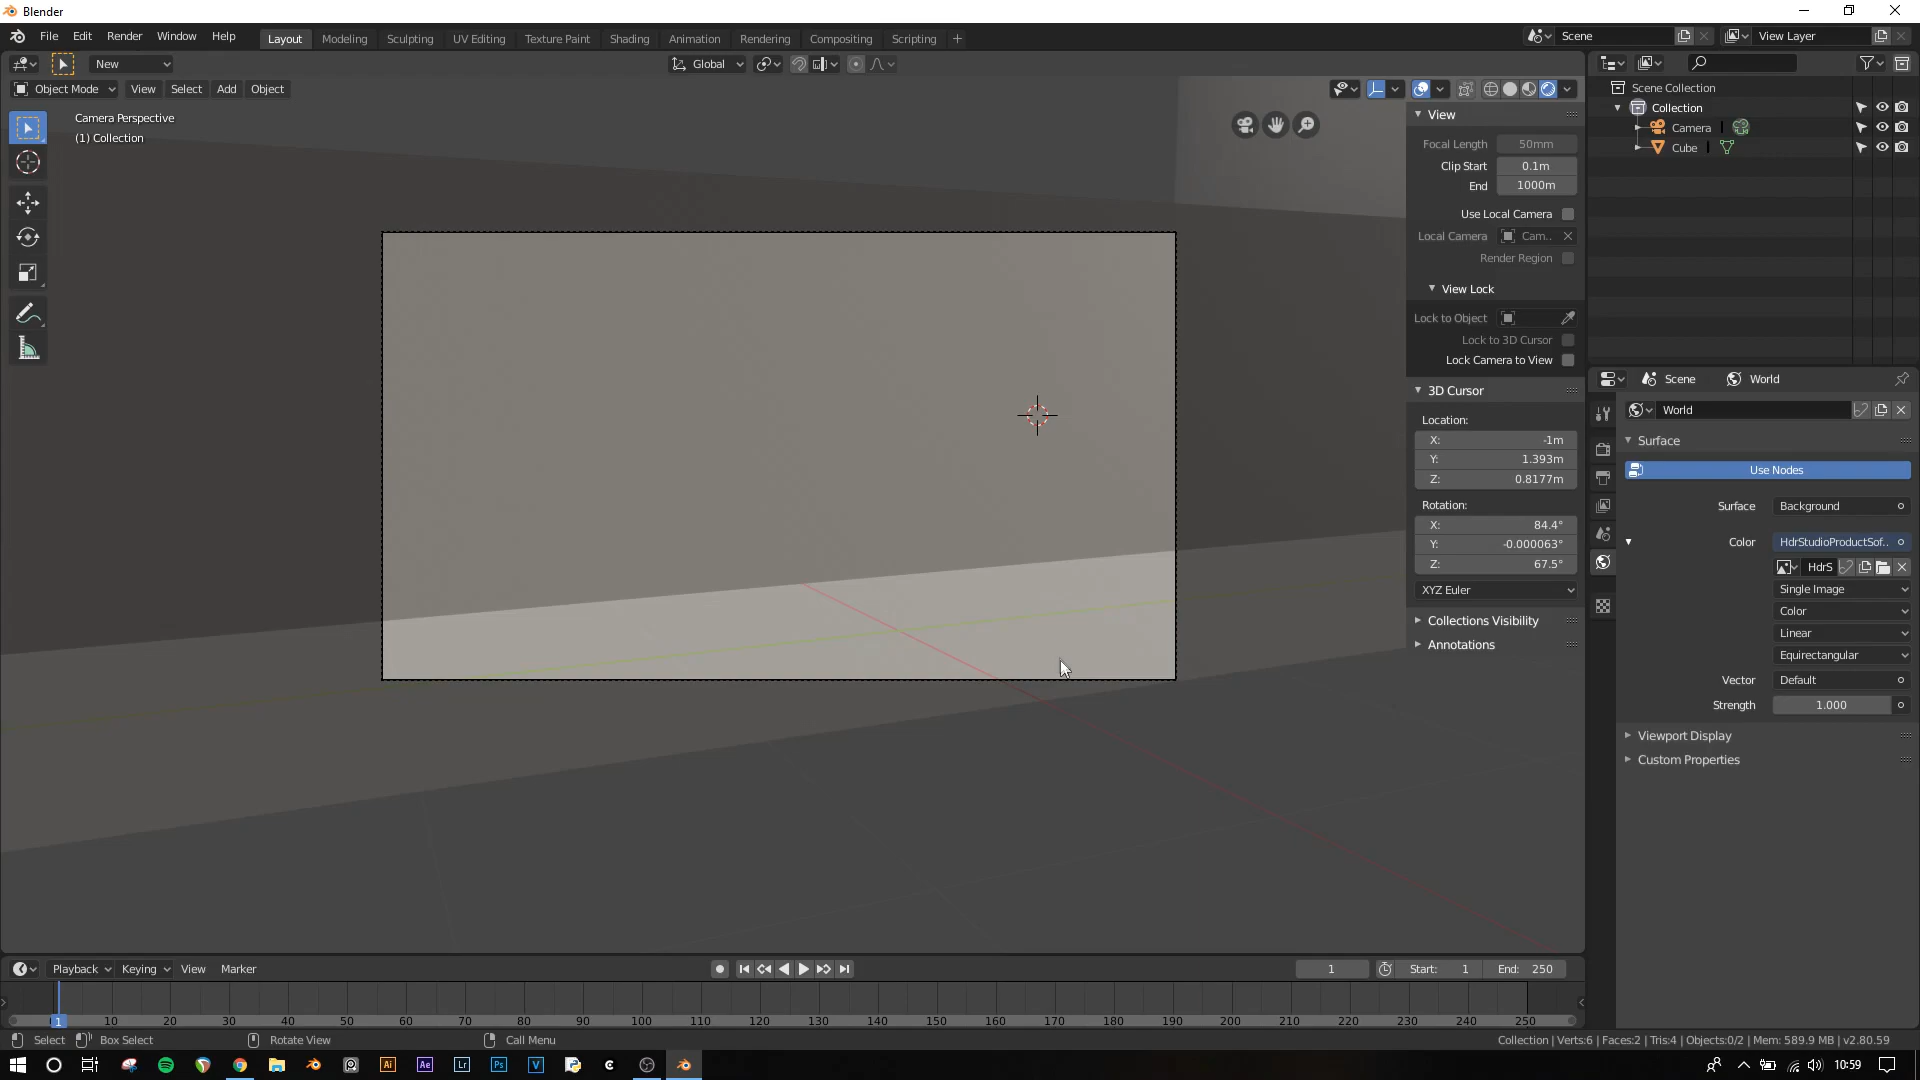 Blender
File Edit Render Window Help
Layout Modeling Sculpting UV Editing Texture Paint Shading Animation Rendering Compositing Scripting +
Scene
View Layer
New
Global
Object Mode View Select Add Object
Camera Perspective
(1) Collection
View
Focal Length 50mm
Clip Start 0.1m
End 1000m
Use Local Camera
Local Camera Cam..
Render Region
View Lock
Lock to Object
Lock to 3D Cursor
Lock Camera to View
3D Cursor
Location:
X: -1m
Y: 1.393m
Z: 0.8177m
Rotation:
X: 84.4°
Y: -0.000063°
Z: 67.5°
XYZ Euler
Collections Visibility
Annotations
Scene Collection
Collection
Camera
Cube
Scene World
World
Surface
Use Nodes
Surface Background
Color HdrStudioProductSof..
HdrS
Single Image
Color
Linear
Equirectangular
Vector Default
Strength 1.000
Viewport Display
Custom Properties
Playback Keying View Marker
1 Start: 1 End: 250
1 10 20 30 40 50 60 70 80 90 100 110 120 130 140 150 160 170 180 190 200 210 220 230 240 250
Select Box Select Rotate View Call Menu
Collection | Verts:6 | Faces:2 | Tris:4 | Objects:0/2 | Mem: 589.9 MB | v2.80.59
Ai Ae Lr Ps V C
10:59